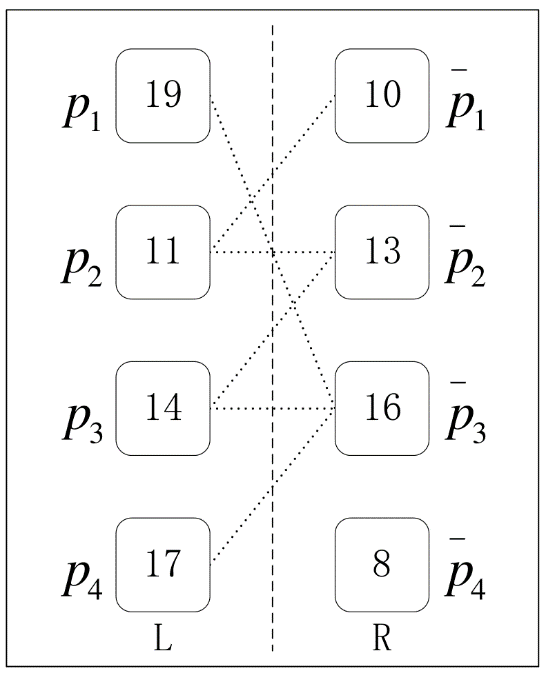 p₁ 19 10 p̄₁
p₂ 11 13 p̄₂
p₃ 14 16 p̄₃
p₄ 17 8 p̄₄
L R